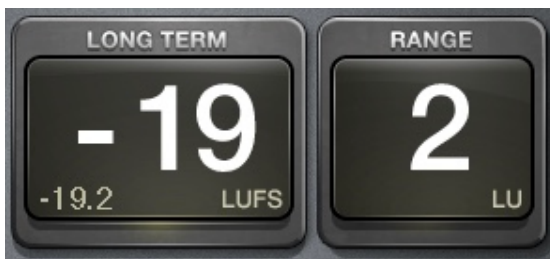 LONG TERM
- 19
-19.2 LUFS
RANGE
2
LU